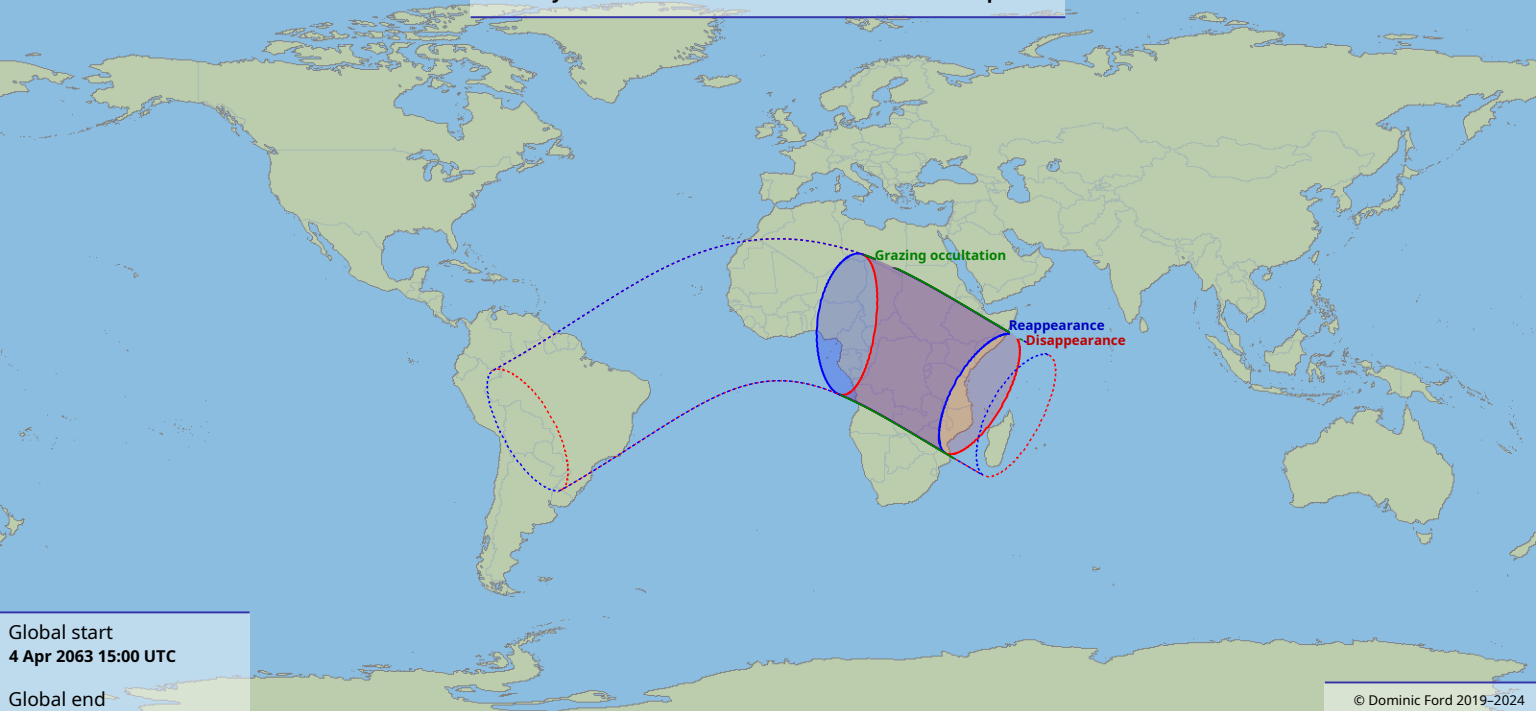 Grazing occultation
Reappearance
Disappearance
Global start
4 Apr 2063 15:00 UTC
Global end
© Dominic Ford 2019–2024